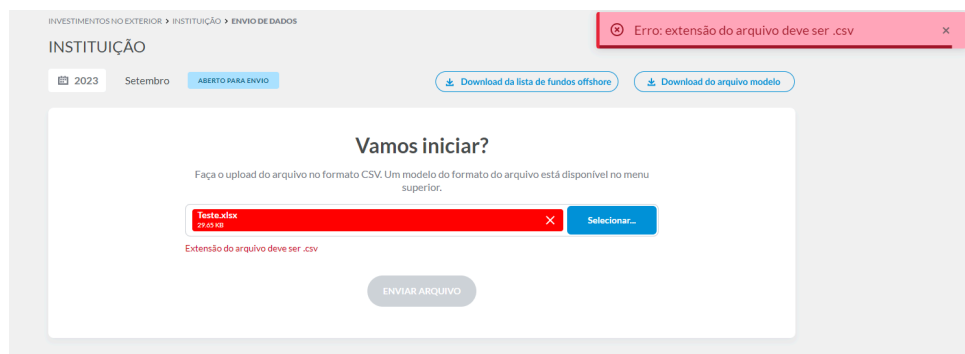 INVESTIMENTOS NO EXTERIOR > INSTITUIÇÃO > ENVIO DE DADOS
Erro: extensão do arquivo deve ser .csv ×
INSTITUIÇÃO
2023 Setembro ABERTO PARA ENVIO Download da lista de fundos offshore Download do arquivo modelo
Vamos iniciar?
Faça o upload do arquivo no formato CSV. Um modelo do formato do arquivo está disponível no menu
superior.
Teste.xlsx
29.65 KB
Selecionar...
Extensão do arquivo deve ser .csv
ENVIAR ARQUIVO